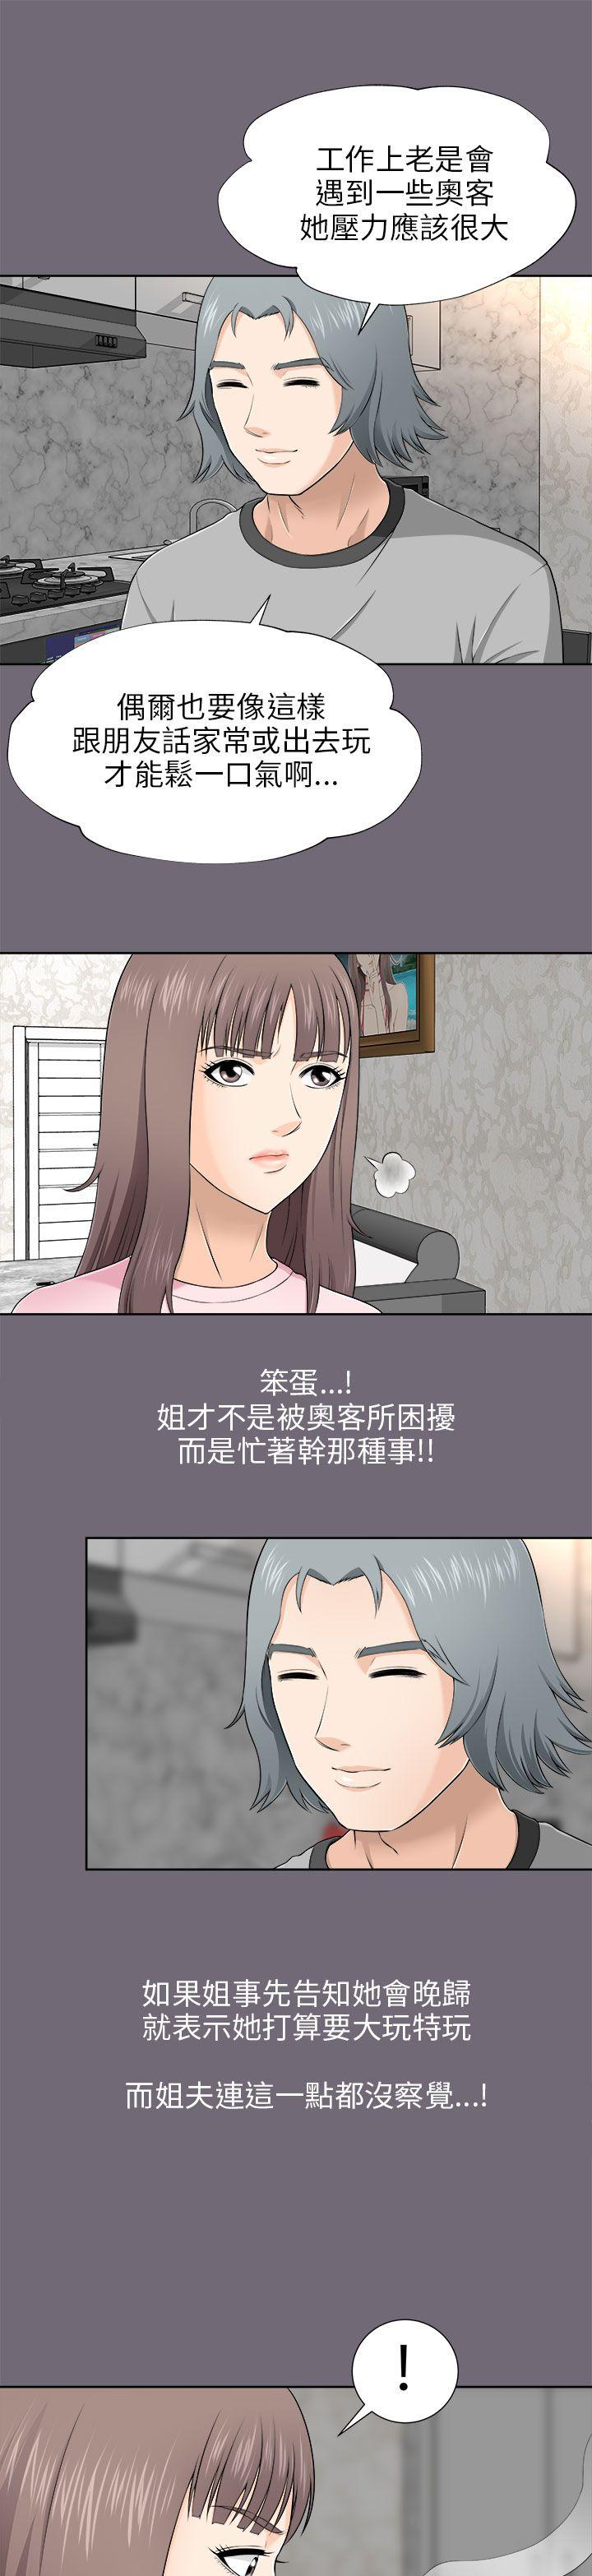 工作上老是會
遇到一些奧客
她壓力應該很大
偶爾也要像這樣
跟朋友話家常或出去玩
才能鬆一口氣啊...
笨蛋...!
姐才不是被奧客所困擾
而是忙著幹那種事!!
如果姐事先告知她會晚歸
就表示她打算要大玩特玩
而姐夫連這一點都沒察覺...!
!